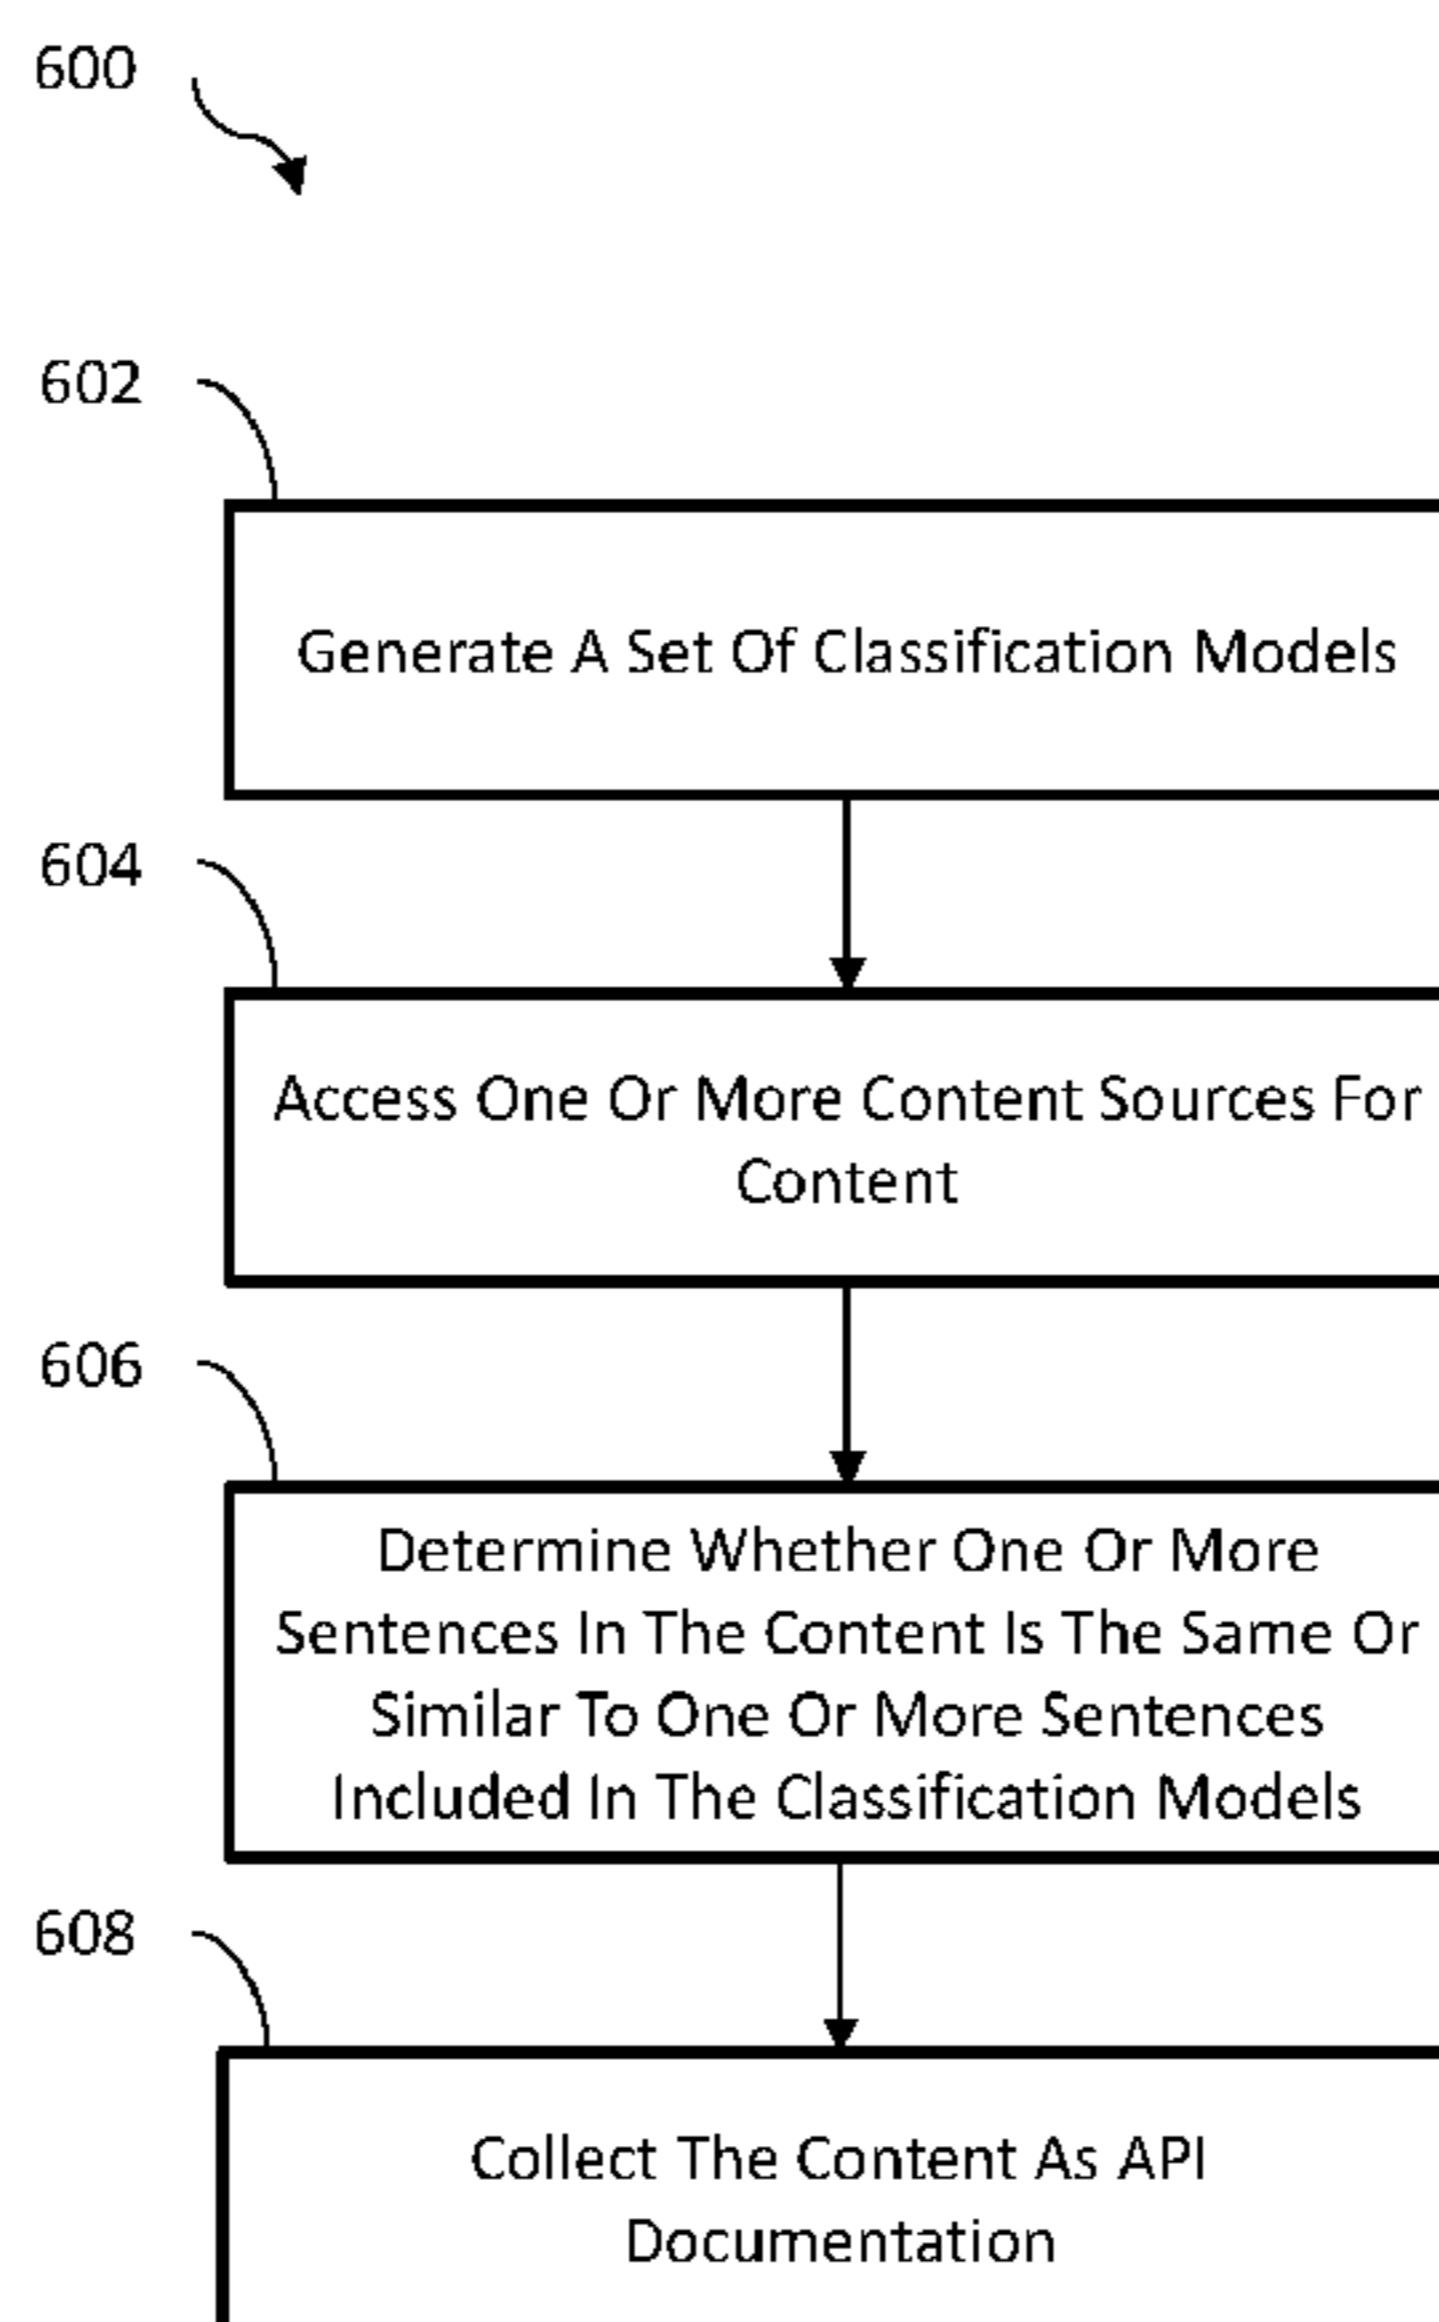 600
602
Generate A Set Of Classification Models
604
Access One Or More Content Sources For
Content
606
Determine Whether One Or More
Sentences In The Content Is The Same Or
Similar To One Or More Sentences
Included In The Classification Models
608
Collect The Content As API
Documentation